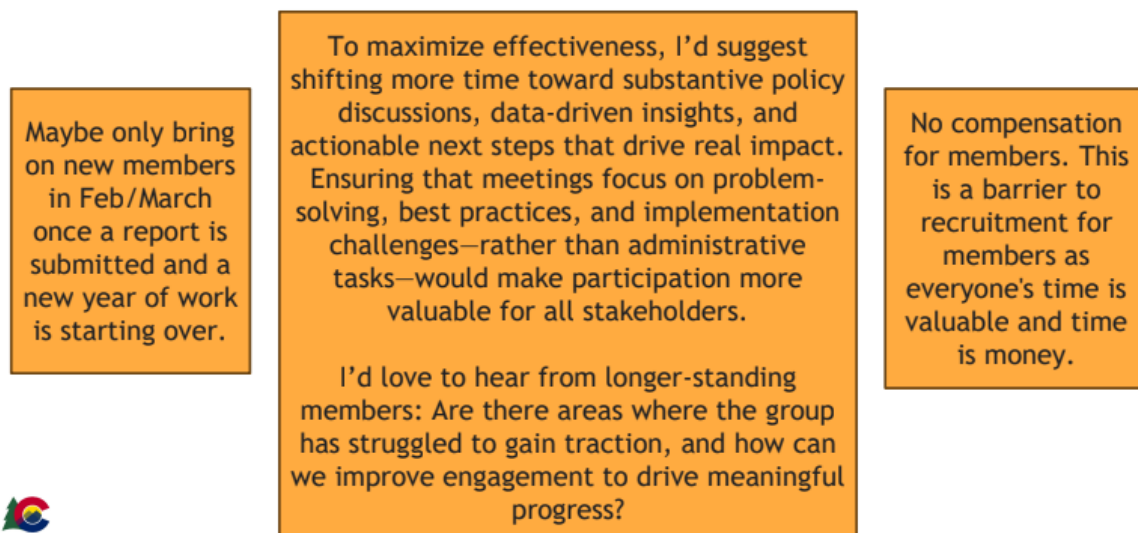 Maybe only bring
on new members
in Feb/March
once a report is
submitted and a
new year of work
is starting over.
To maximize effectiveness, I’d suggest
shifting more time toward substantive policy
discussions, data-driven insights, and
actionable next steps that drive real impact.
Ensuring that meetings focus on problem-
solving, best practices, and implementation
challenges—rather than administrative
tasks—would make participation more
valuable for all stakeholders.
I’d love to hear from longer-standing
members: Are there areas where the group
has struggled to gain traction, and how can
we improve engagement to drive meaningful
progress?
No compensation
for members. This
is a barrier to
recruitment for
members as
everyone's time is
valuable and time
is money.